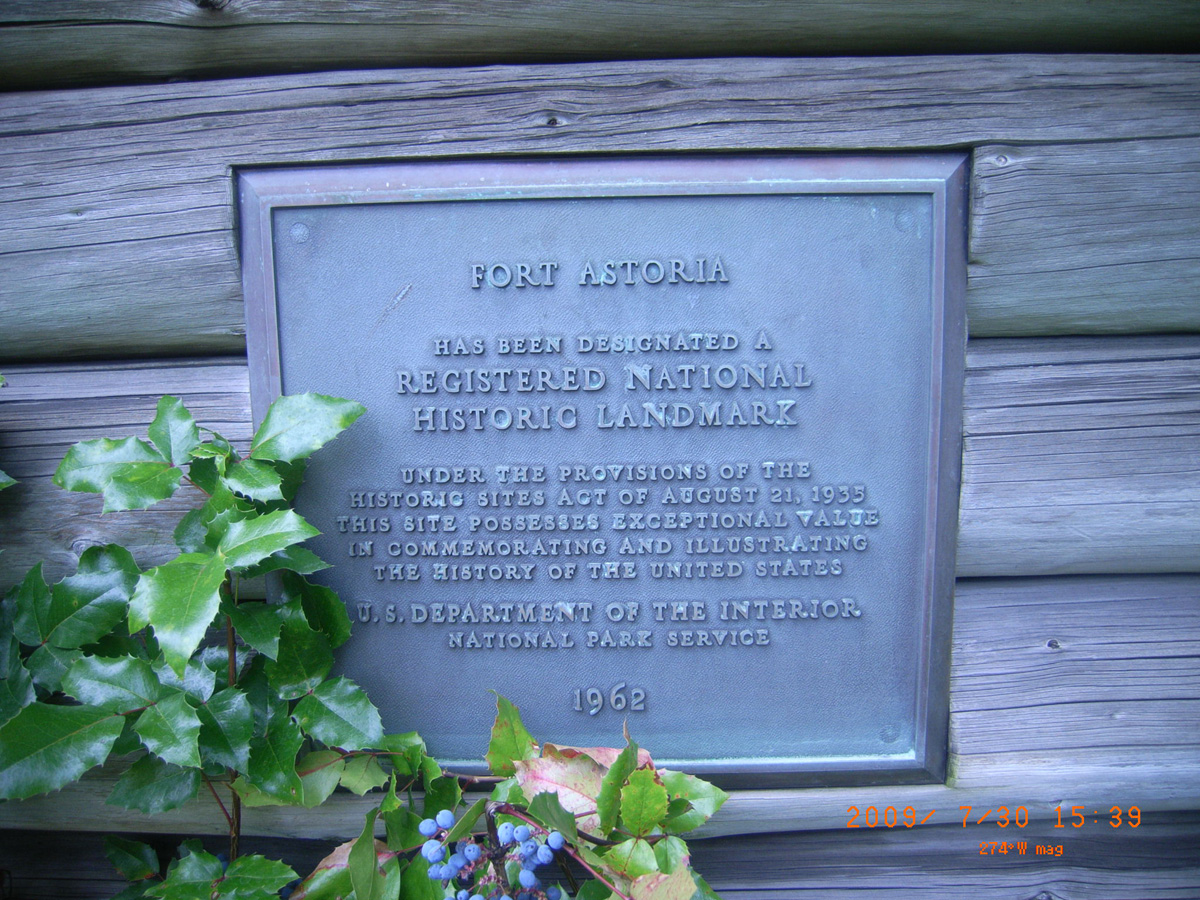 FORT ASTORIA
HAS BEEN DESIGNATED A
REGISTERED NATIONAL
HISTORIC LANDMARK
UNDER THE PROVISIONS OF THE
HISTORIC SITES ACT OF AUGUST 21, 1935
THIS SITE POSSESSES EXCEPTIONAL VALUE
IN COMMEMORATING AND ILLUSTRATING
THE HISTORY OF THE UNITED STATES
U.S. DEPARTMENT OF THE INTERIOR
NATIONAL PARK SERVICE
1962
2009/ 7/30 15:39
274°W mag